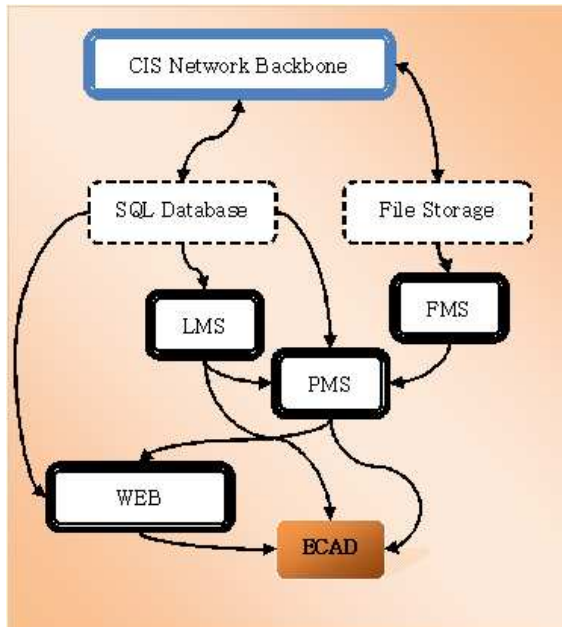 CIS Network Backbone
SQL Database
File Storage
LMS
FMS
PMS
WEB
ECAD